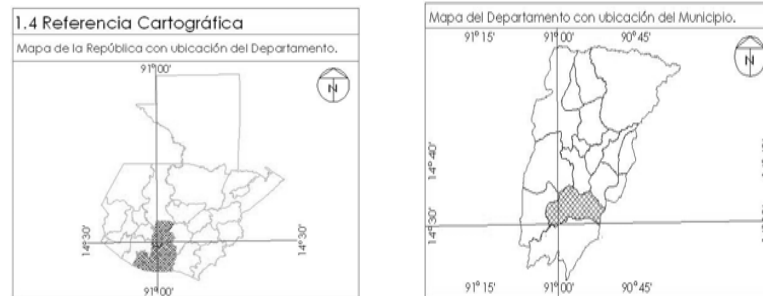 1.4 Referencia Cartográfica
Mapa de la República con ubicación del Departamento.
91°00'
N
14°30'
14°30'
91°00'
Mapa del Departamento con ubicación del Municipio.
91° 15'
91° 00'
90° 45'
N
14° 40'
14° 30'
91° 15'
91° 00'
90° 45'